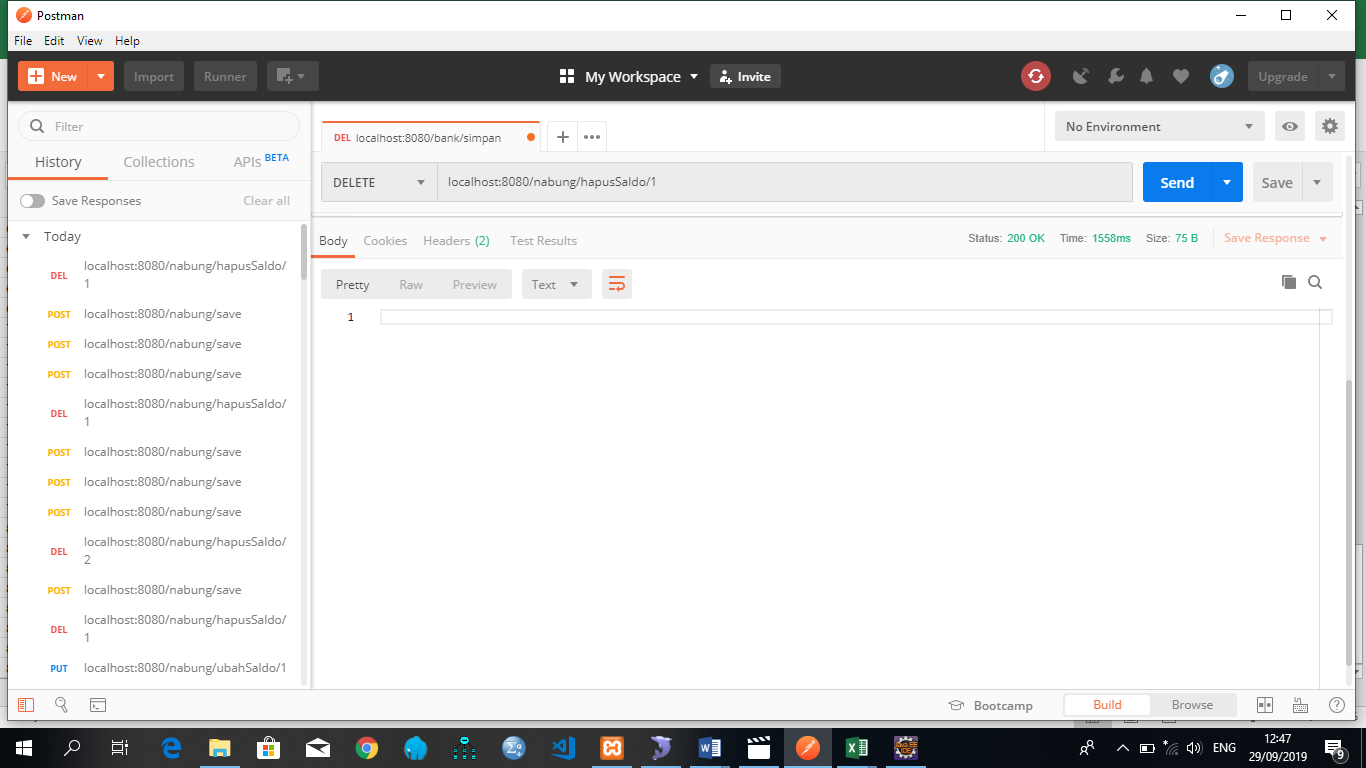 Postman
File Edit View Help
New Import Runner My Workspace Invite Upgrade
Filter
History Collections APIs BETA
Save Responses Clear all
Today
DEL localhost:8080/nabung/hapusSaldo/
1
POST localhost:8080/nabung/save
POST localhost:8080/nabung/save
POST localhost:8080/nabung/save
DEL localhost:8080/nabung/hapusSaldo/
1
POST localhost:8080/nabung/save
POST localhost:8080/nabung/save
POST localhost:8080/nabung/save
DEL localhost:8080/nabung/hapusSaldo/
2
POST localhost:8080/nabung/save
DEL localhost:8080/nabung/hapusSaldo/
1
PUT localhost:8080/nabung/ubahSaldo/1
DEL localhost:8080/bank/simpan
No Environment
DELETE localhost:8080/nabung/hapusSaldo/1 Send Save
Body Cookies Headers (2) Test Results Status: 200 OK Time: 1558ms Size: 75 B Save Response
Pretty Raw Preview Text
1
Bootcamp Build Browse
ENG 12:47
29/09/2019
9